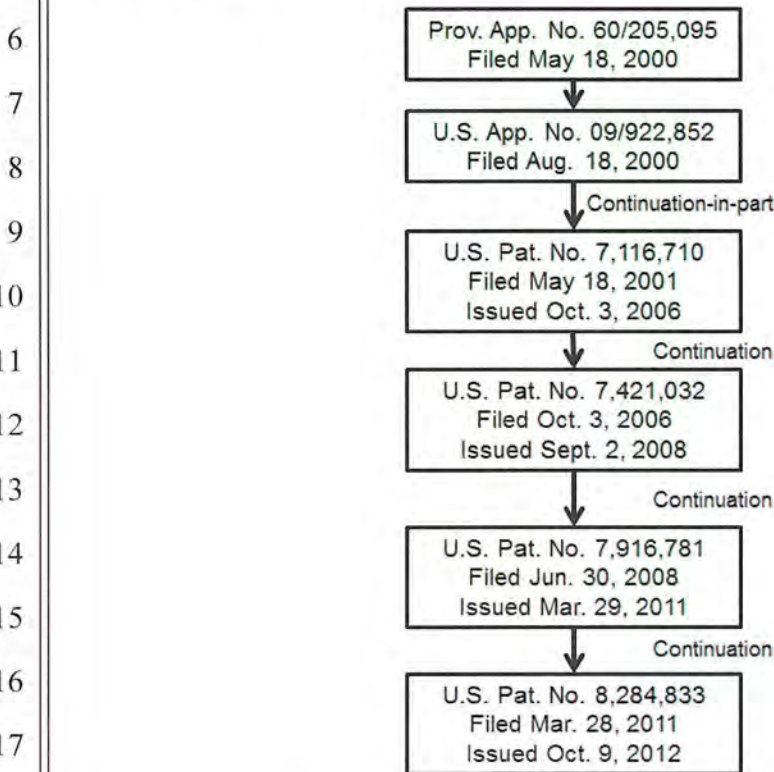 6
Prov. App. No. 60/205,095
Filed May 18, 2000
7
U.S. App. No. 09/922,852
8
Filed Aug. 18, 2000
Continuation-in-part
9
U.S. Pat. No. 7,116,710
Filed May 18, 2001
10
Issued Oct. 3, 2006
11
Continuation
U.S. Pat. No. 7,421,032
12
Filed Oct. 3, 2006
Issued Sept. 2, 2008
13
Continuation
14
U.S. Pat. No. 7,916,781
Filed Jun. 30, 2008
15
Issued Mar. 29, 2011
Continuation
16
U.S. Pat. No. 8,284,833
Filed Mar. 28, 2011
17
Issued Oct. 9, 2012